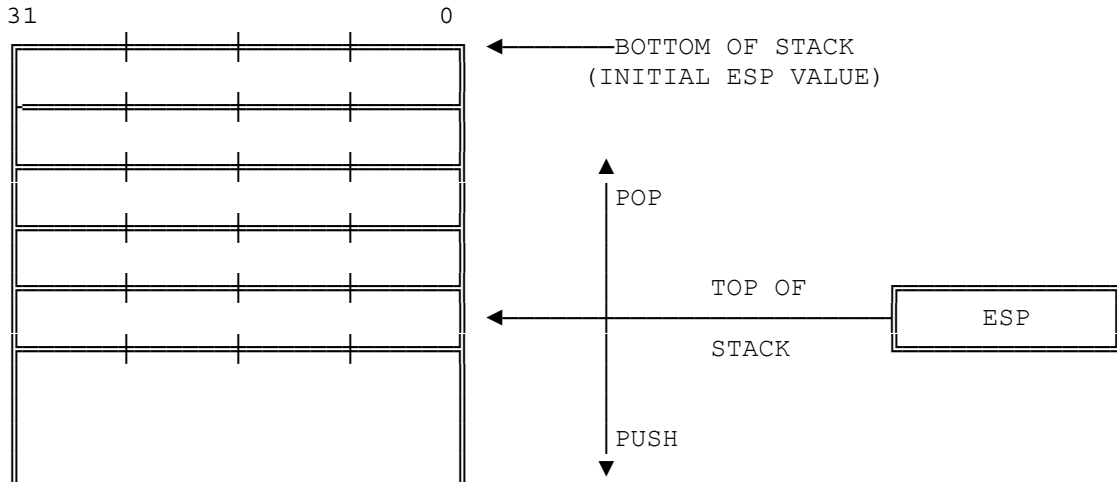 31 0
BOTTOM OF STACK
(INITIAL ESP VALUE)
POP
TOP OF
ESP
STACK
PUSH